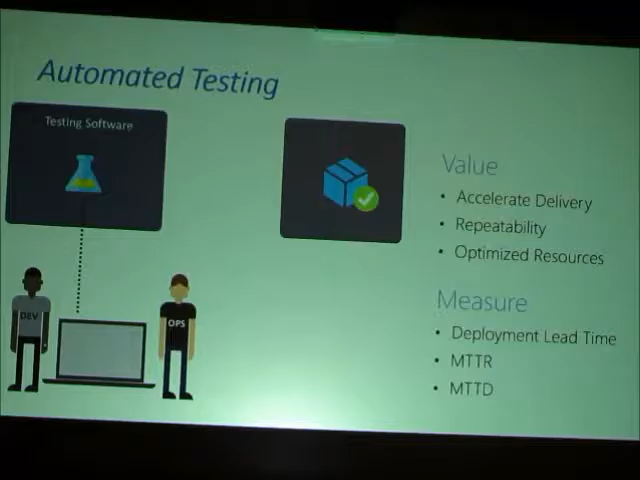 Automated Testing
Testing Software
DEV
OPS
Value
• Accelerate Delivery
• Repeatability
• Optimized Resources
Measure
• Deployment Lead Time
• MTTR
• MTTD